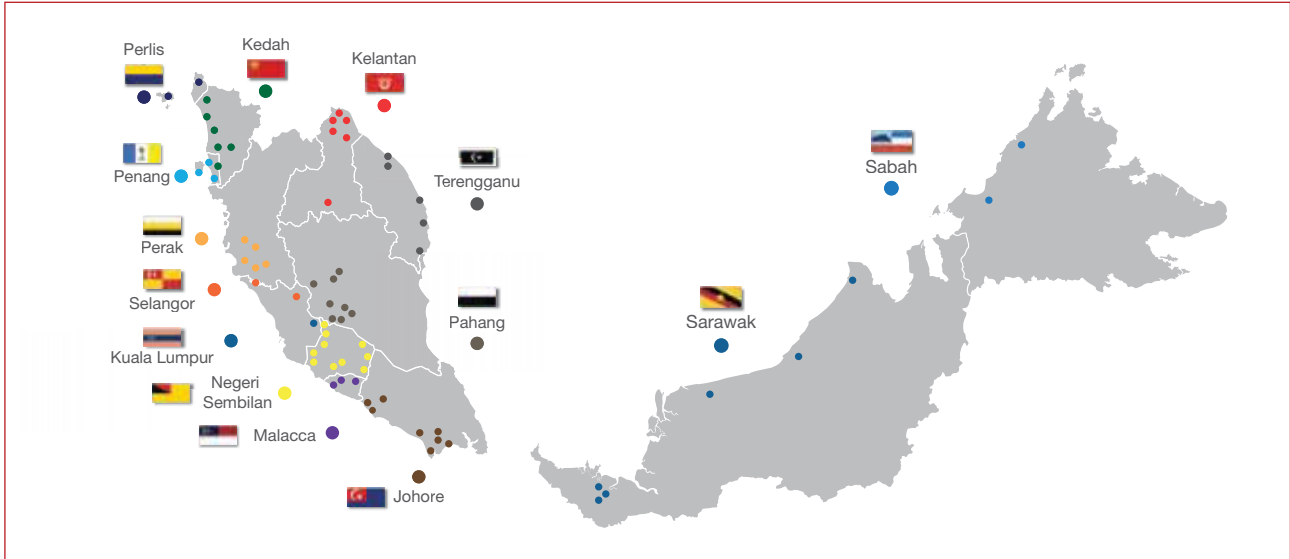 Perlis
Kedah
Kelantan
Penang
Terengganu
Sabah
Perak
Selangor
Pahang
Sarawak
Kuala Lumpur
Negeri
Sembilan
Malacca
Johore